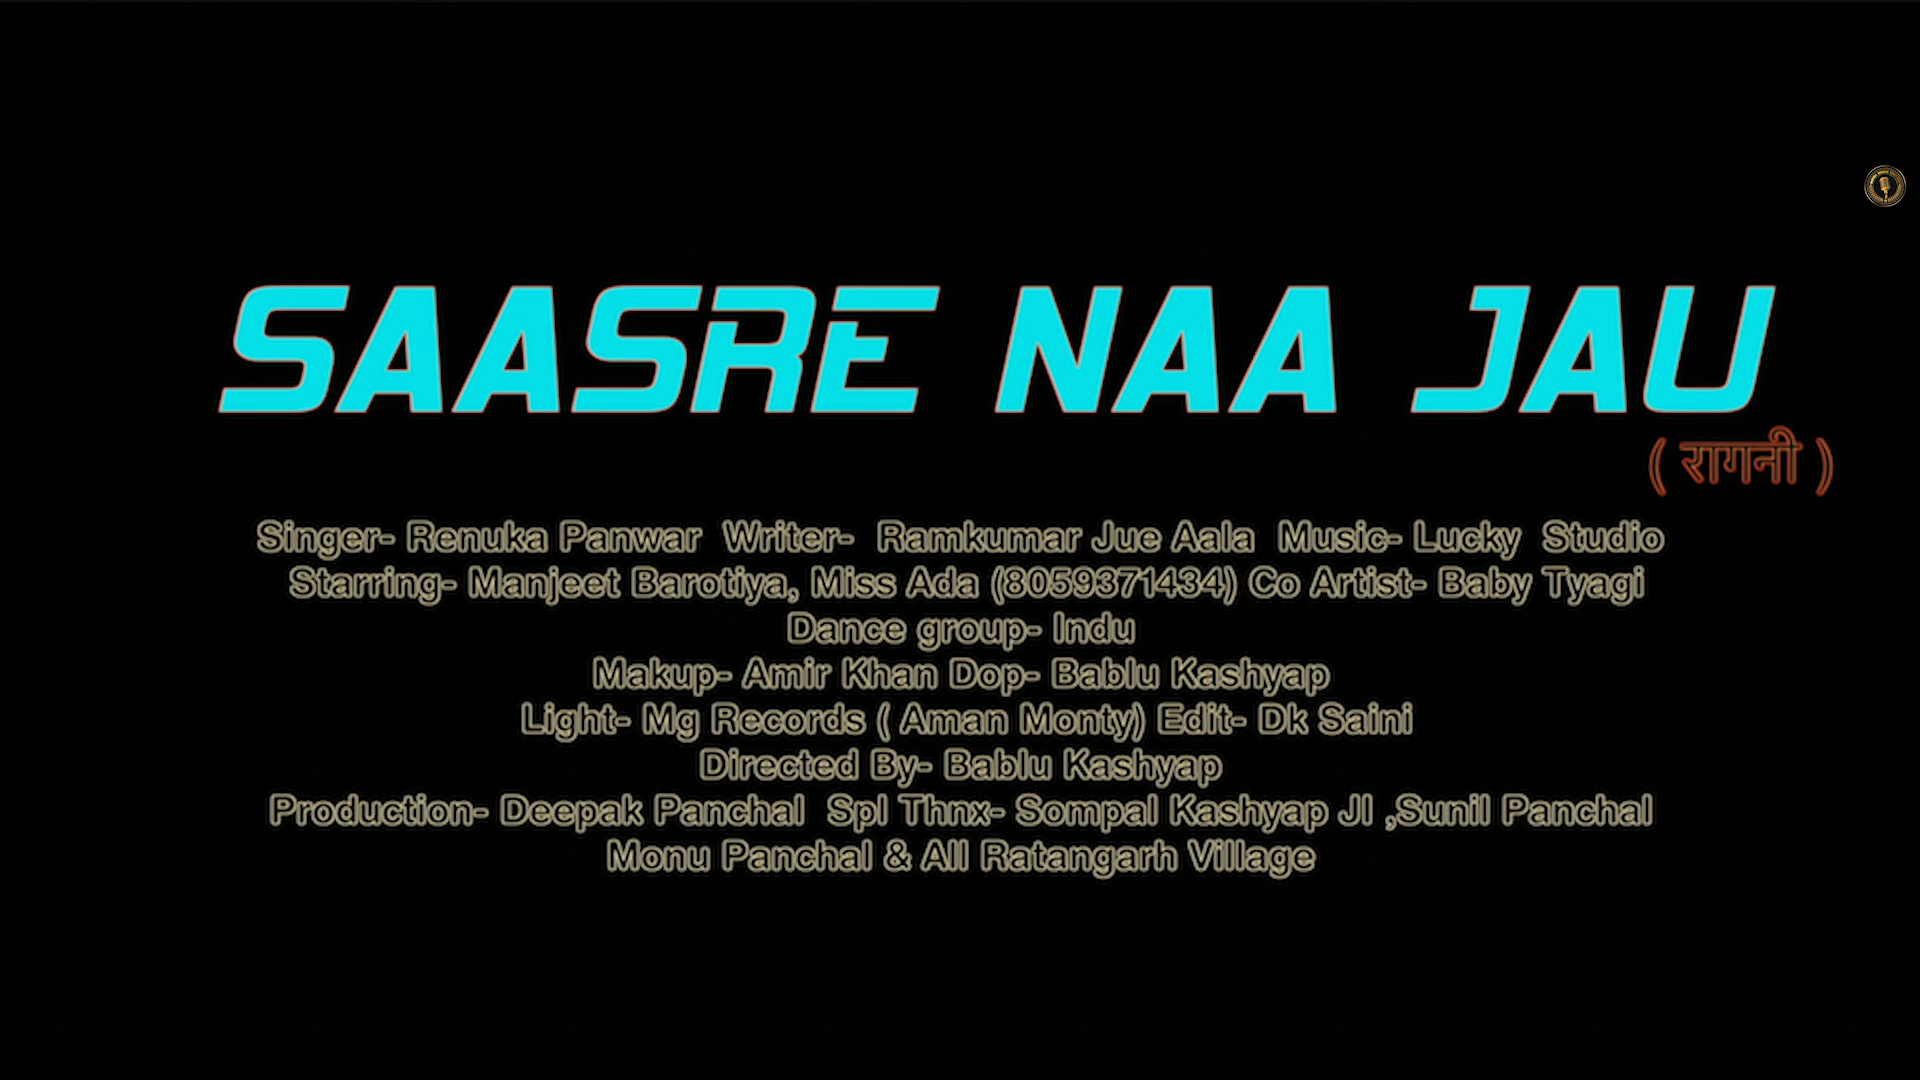 SAASRE NAA JAU
( रागनी )
Singer- Renuka Panwar Writer- Ramkumar Jue Aala Music- Lucky Studio
Starring- Manjeet Barotiya, Miss Ada (8059371434) Co Artist- Baby Tyagi
Dance group- Indu
Makup- Amir Khan Dop- Bablu Kashyap
Light- Mg Records ( Aman Monty) Edit- Dk Saini
Directed By- Bablu Kashyap
Production- Deepak Panchal Spl Thnx- Sompal Kashyap JI ,Sunil Panchal
Monu Panchal & All Ratangarh Village